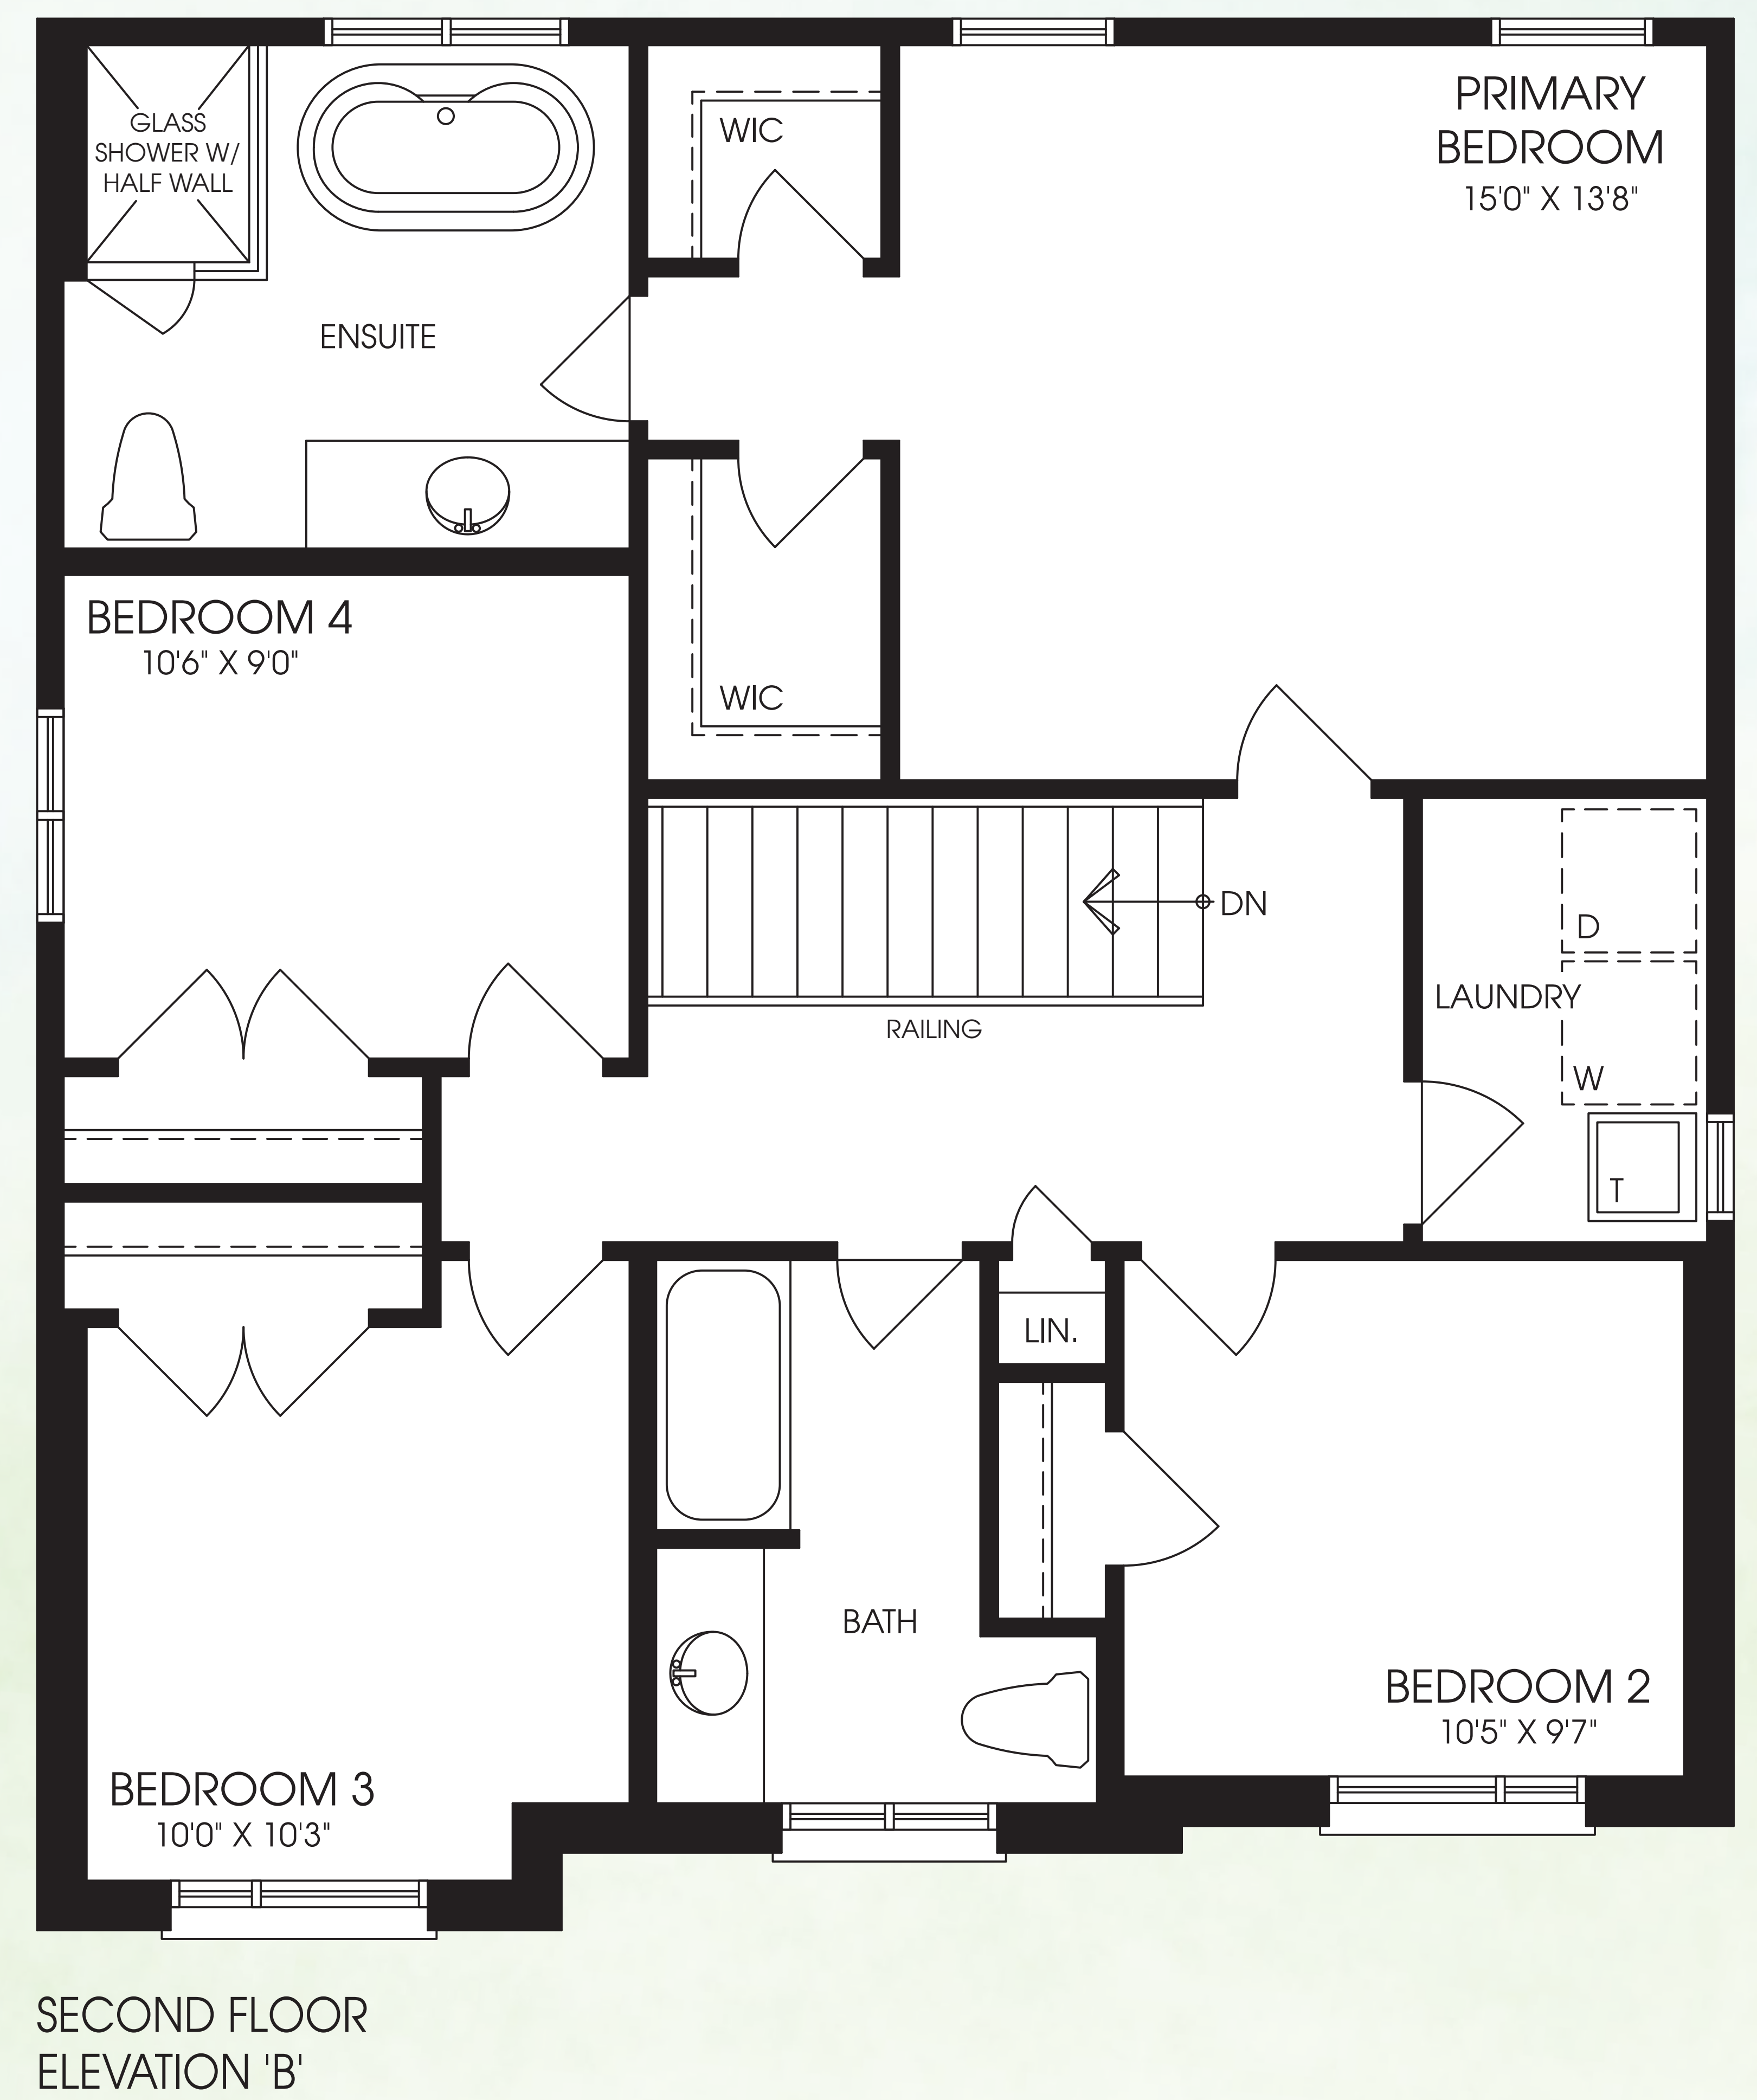 GLASS
SHOWER W/
HALF WALL
WIC
PRIMARY
BEDROOM
15'0" X 13'8"
ENSUITE
BEDROOM 4
10'6" X 9'0"
WIC
DN
D
LAUNDRY
RAILING
W
T
LIN.
BATH
BEDROOM 2
10'5" X 9'7"
BEDROOM 3
10'0" X 10'3"
SECOND FLOOR
ELEVATION 'B'